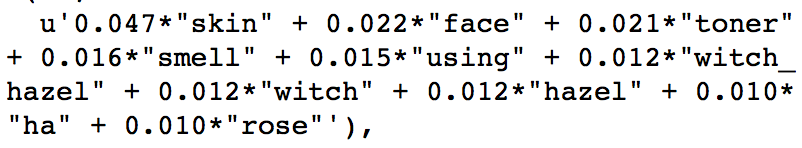 u'0.047*"skin" + 0.022*"face" + 0.021*"toner"
+ 0.016*"smell" + 0.015*"using" + 0.012*"witch_
hazel" + 0.012*"witch" + 0.012*"hazel" + 0.010*
"ha" + 0.010*"rose"'),